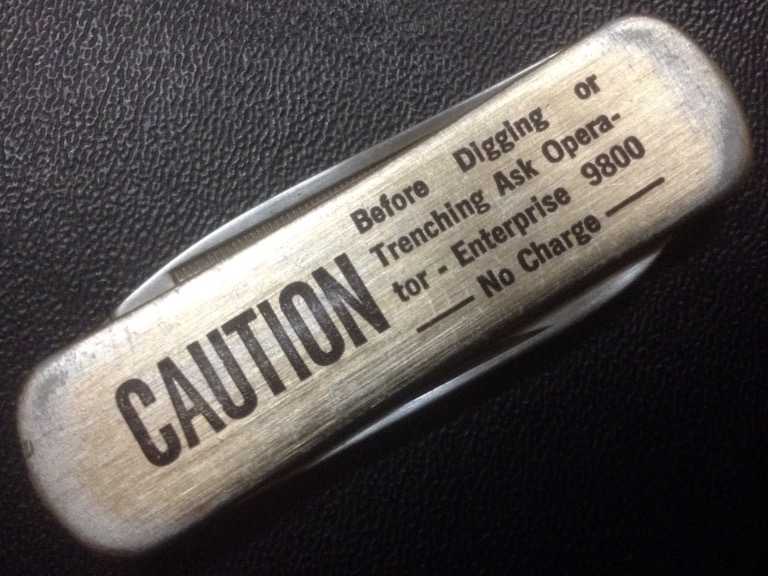 CAUTION
Before Digging or
Trenching Ask Opera-
tor - Enterprise 9800
No Charge